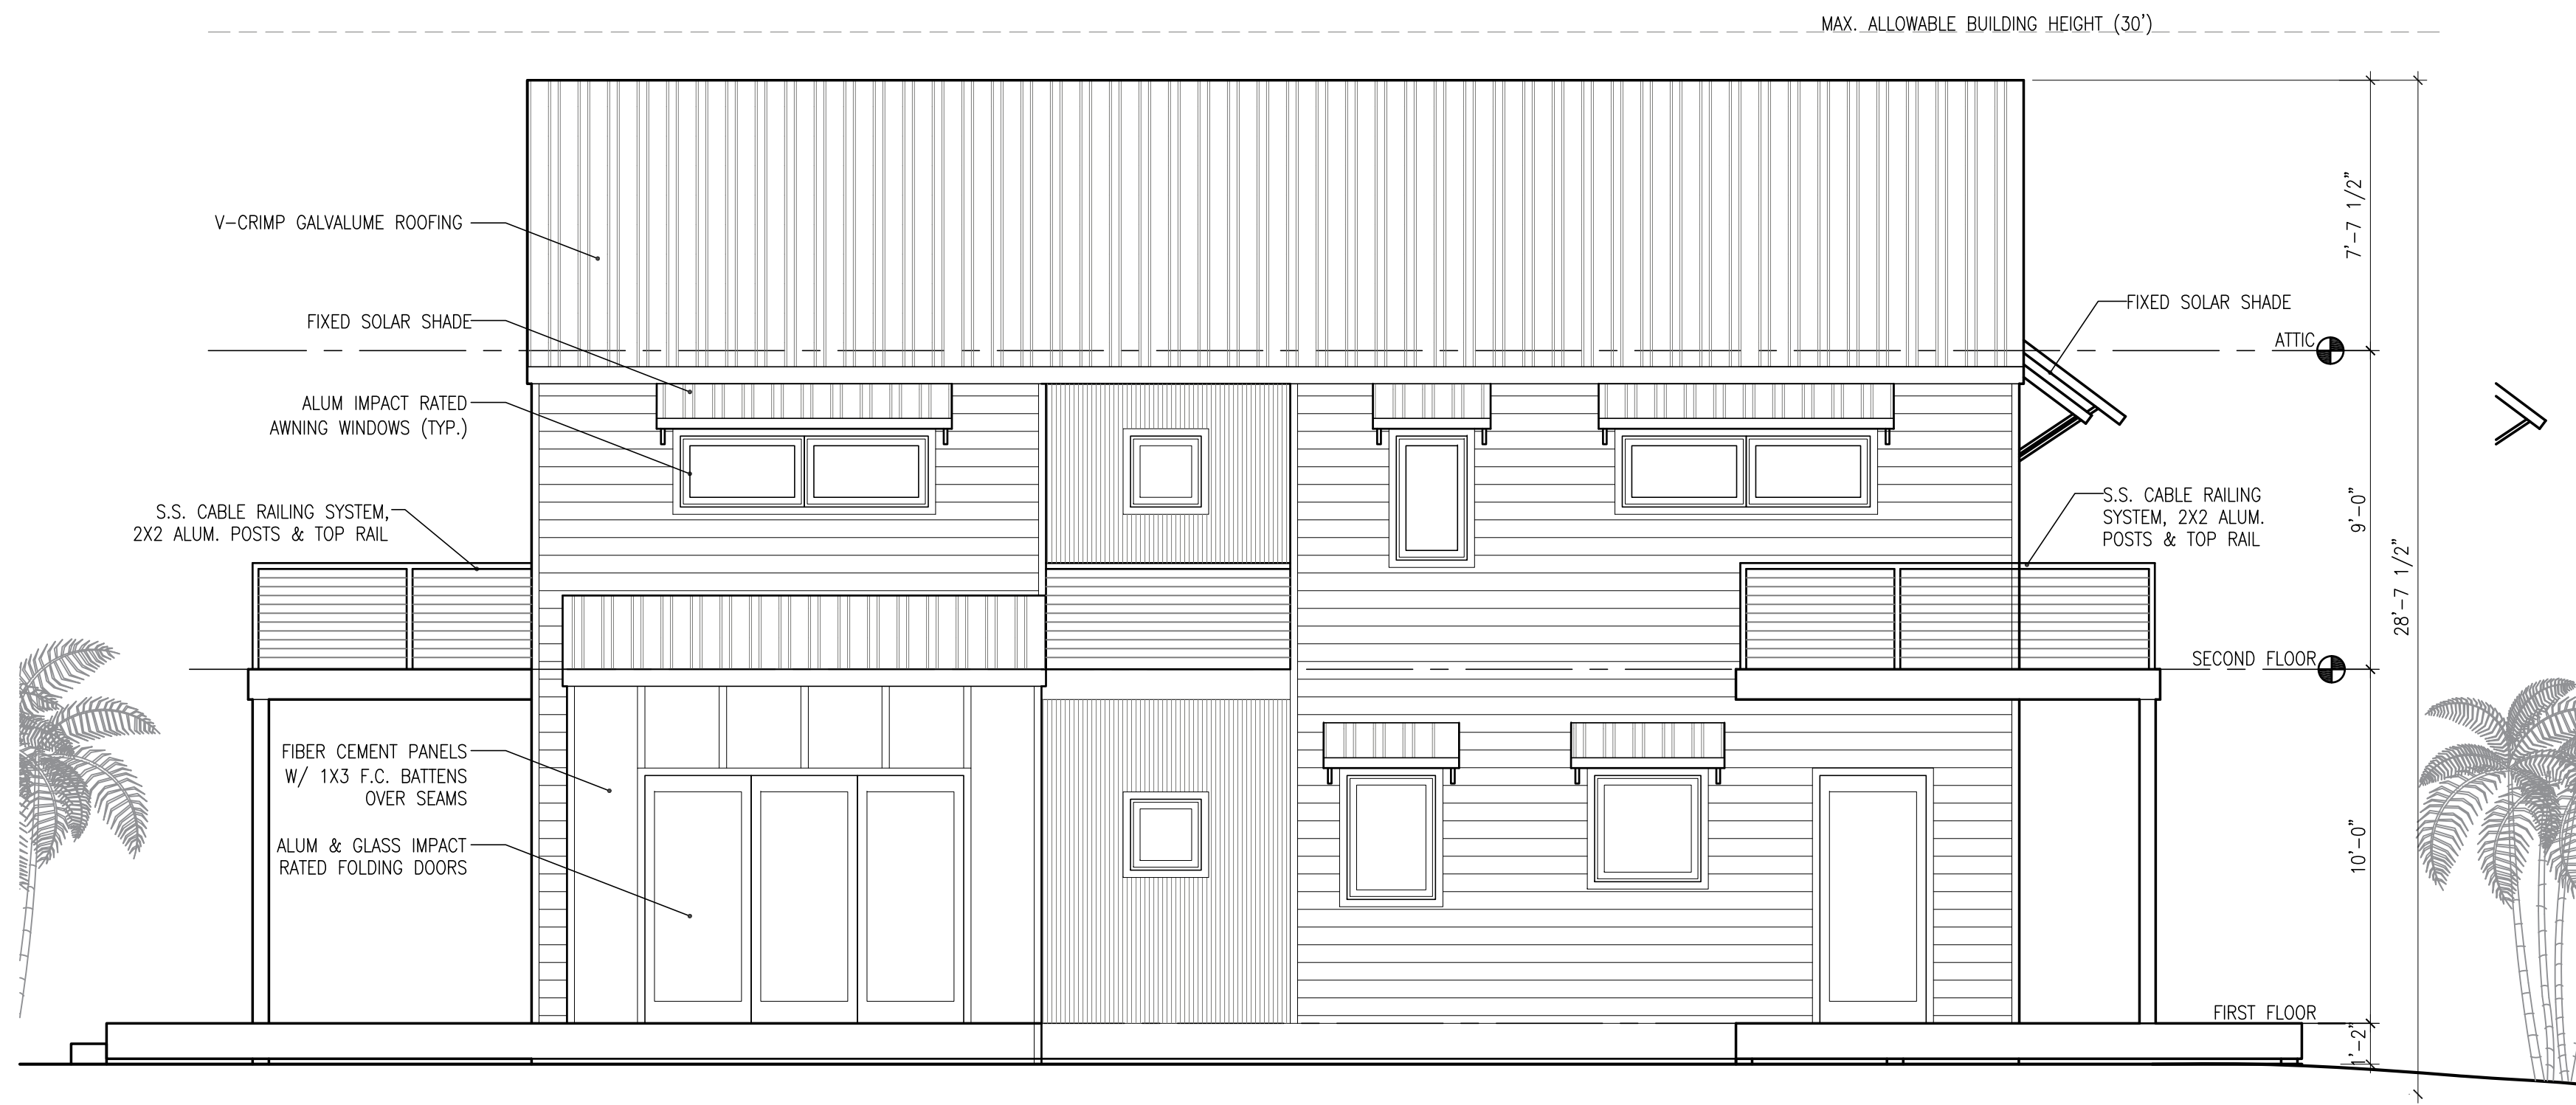 MAX. ALLOWABLE BUILDING HEIGHT (30')
V-CRIMP GALVALUME ROOFING
FIXED SOLAR SHADE
ALUM IMPACT RATED
AWNING WINDOWS (TYP.)
S.S. CABLE RAILING SYSTEM,
2X2 ALUM. POSTS & TOP RAIL
FIBER CEMENT PANELS
W/ 1X3 F.C. BATTENS
OVER SEAMS
ALUM & GLASS IMPACT
RATED FOLDING DOORS
FIXED SOLAR SHADE
ATTIC
S.S. CABLE RAILING
SYSTEM, 2X2 ALUM.
POSTS & TOP RAIL
SECOND FLOOR
FIRST FLOOR
7'-7 1/2"
9'-0"
10'-0"
1'-2"
28'-7 1/2"